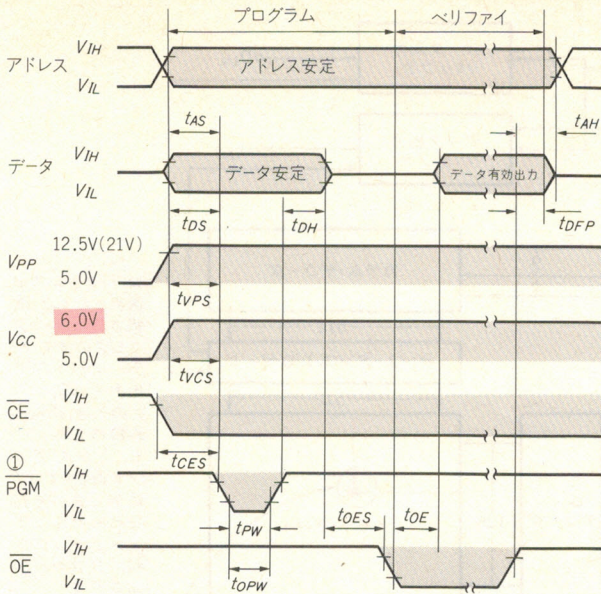 プログラム ベリファイ
アドレス VIH アドレス安定
VIL
tAS tAH
データ VIH データ安定 データ有効出力
VIL
tDS tDH tDFP
VPP 12.5V(21V)
5.0V
tVPS
VCC 6.0V
5.0V
tVCS
CE VIH
VIL
tCES
①
PGM VIH
VIL
tPW tOES tOE
OE VIH
tOPW
VIL